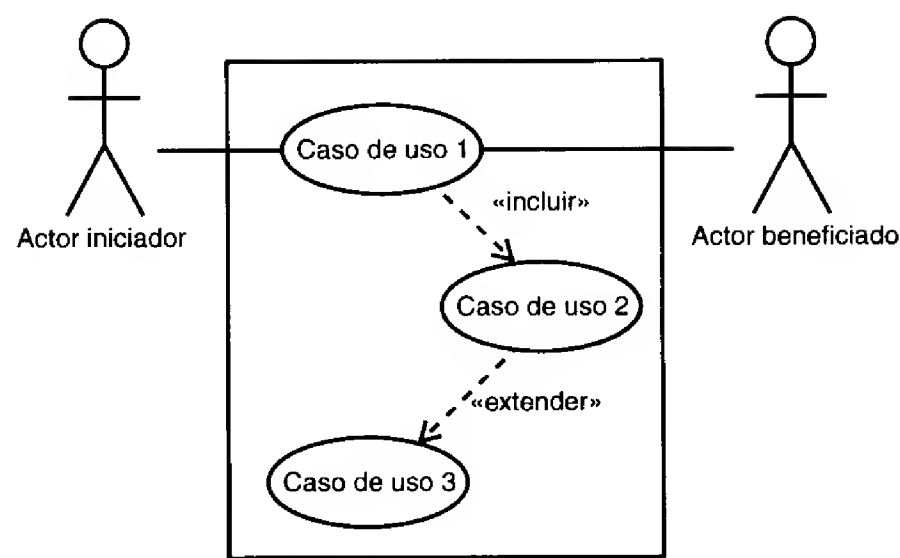 Caso de uso 1
«incluir»
Actor iniciador
Actor beneficiado
Caso de uso 2
«extender»
Caso de uso 3